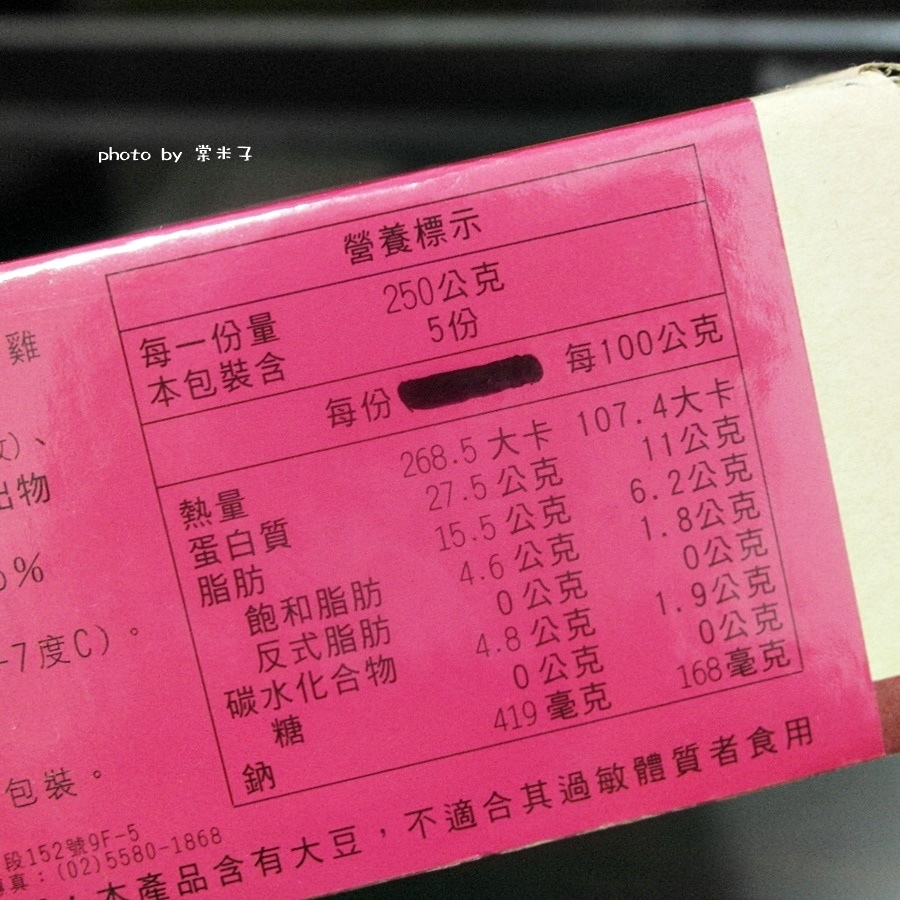 photo by 棠米子
營養標示
每一份量 250公克
本包裝含 5份
每份 每100公克
熱量 268.5大卡 107.4大卡
蛋白質 27.5公克 11公克
脂肪 15.5公克 6.2公克
飽和脂肪 4.6公克 1.8公克
反式脂肪 0公克 0公克
碳水化合物 4.8公克 1.9公克
糖 0公克 0公克
鈉 419毫克 168毫克
雞
)、
出物
%
7度C)。
包裝。
段152號9F-5
傳真:(02)5580-1868
本產品含有大豆,不適合其過敏體質者食用